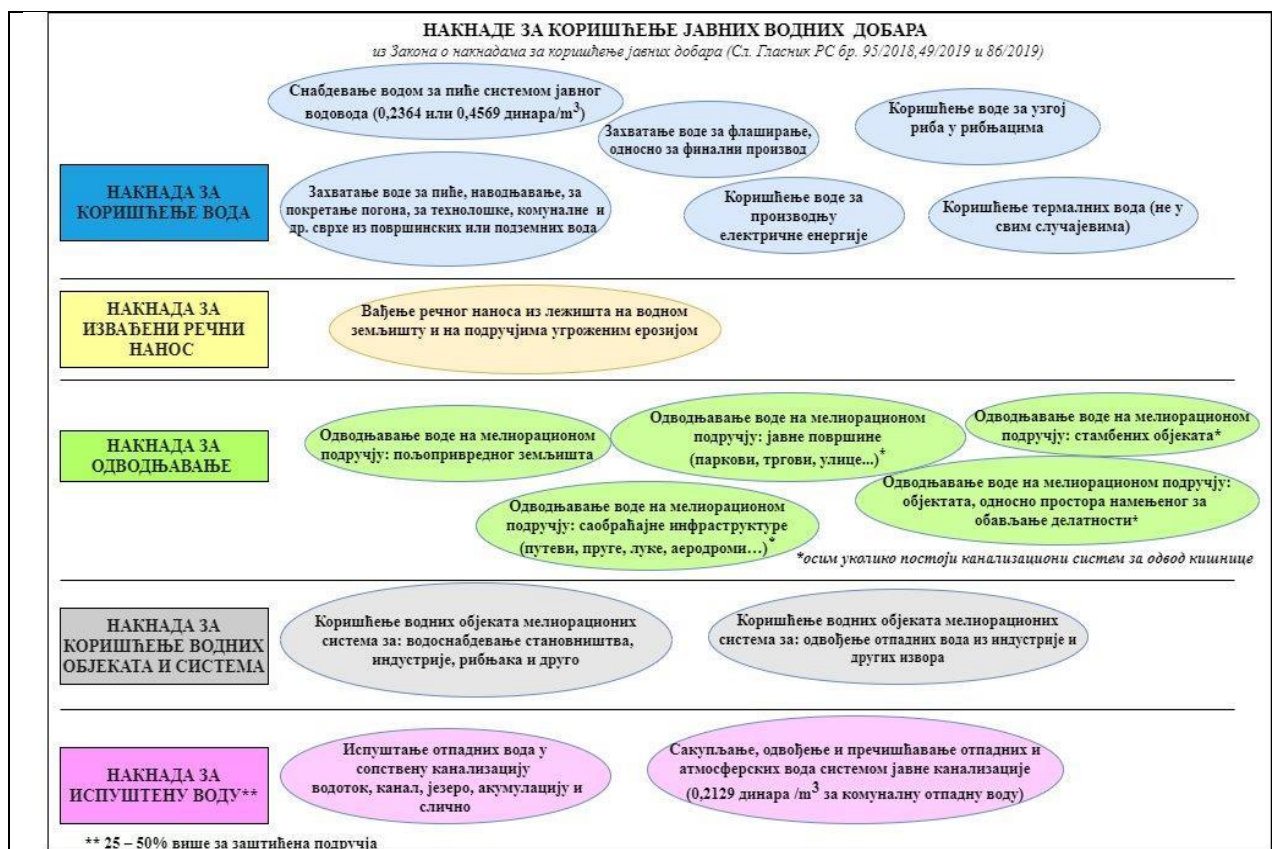 НАКНАДЕ ЗА КОРИШЋЕЊЕ ЈАВНИХ ВОДНИХ ДОБАРА
из Закона о накнадама за коришћење јавних добара (Сл. Гласник РС бр. 95/2018,49/2019 и 86/2019)
НАКНАДА ЗА
КОРИШЋЕЊЕ ВОДА
Снабдевање водом за пиће системом јавног
водовода (0,2364 или 0,4569 динара/m³)
Захватање воде за флаширање,
односно за финални производ
Коришћење воде за узгој
риба у рибњацима
Захватање воде за пиће, наводњавање, за
покретање погона, за технолошке, комуналне и
др. сврхе из површинских или подземних вода
Коришћење воде за
производњу
електричне енергије
Коришћење термалних вода (не у
свим случајевима)
НАКНАДА ЗА
ИЗВАЂЕНИ РЕЧНИ
НАНОС
Вађење речног наноса из лежишта на водном
земљишту и на подручјима угроженим ерозијом
НАКНАДА ЗА
ОДВОДЊАВАЊЕ
Одводњавање воде на мелиорационом
подручју: пољопривредног земљишта
Одводњавање воде на мелиорационом
подручју: јавне површине
(паркови, тргови, улице...)*
Одводњавање воде на мелиорационом
подручју: стамбених објеката*
Одводњавање воде на мелиорационом
подручју: саобраћајне инфраструктуре
(путеви, пруге, луке, аеродроми…)*
Одводњавање воде на мелиорационом подручју:
објектата, односно простора намењеног за
обављање делатности*
*осим уколико постоји канализациони систем за одвод кишнице
НАКНАДА ЗА
КОРИШЋЕЊЕ ВОДНИХ
ОБЈЕКАТА И СИСТЕМА
Коришћење водних објеката мелиорационих
система за: водоснабдевање становништва,
индустрије, рибњака и друго
Коришћење водних објеката мелиорационих
система за: одвођење отпадних вода из индустрије и
других извора
НАКНАДА ЗА
ИСПУШТЕНУ ВОДУ**
Испуштање отпадних вода у
сопствену канализацију
водоток, канал, језеро, акумулацију и
слично
Сакупљање, одвођење и пречишћавање отпадних и
атмосферских вода системом јавне канализације
(0,2129 динара /m³ за комуналну отпадну воду)
** 25 – 50% више за заштићена подручја